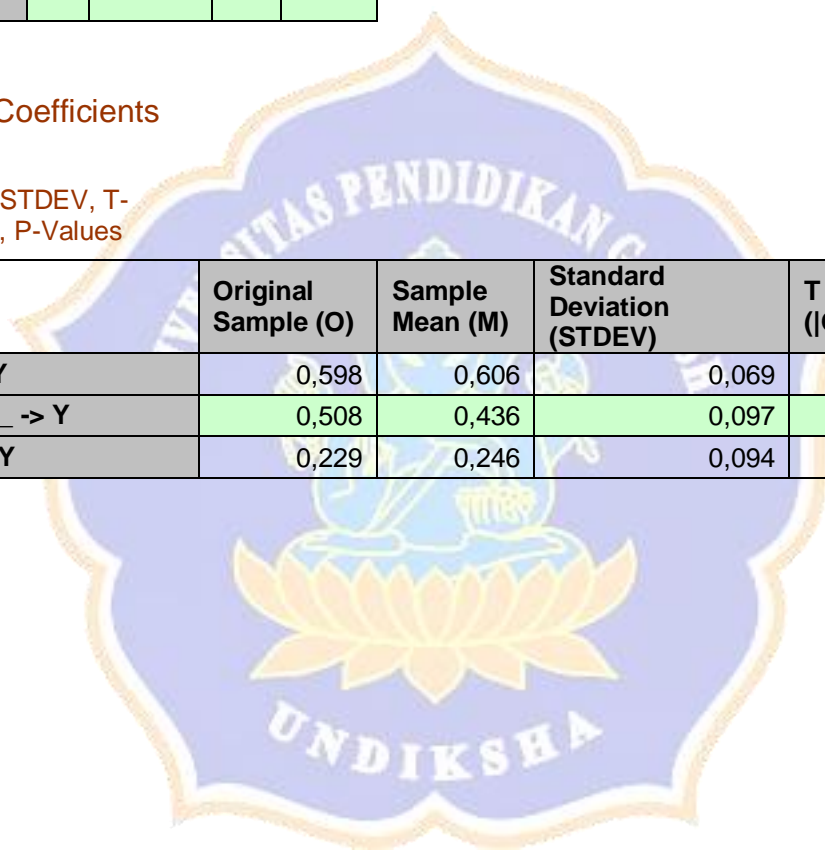 Coefficients
STDEV, T-
, P-Values
Original Sample (O) Sample Mean (M) Standard Deviation (STDEV) T
Y 0,598 0,606 0,069
_ -> Y 0,508 0,436 0,097
Y 0,229 0,246 0,094
PENDIDIKAN
UNDIKSHA